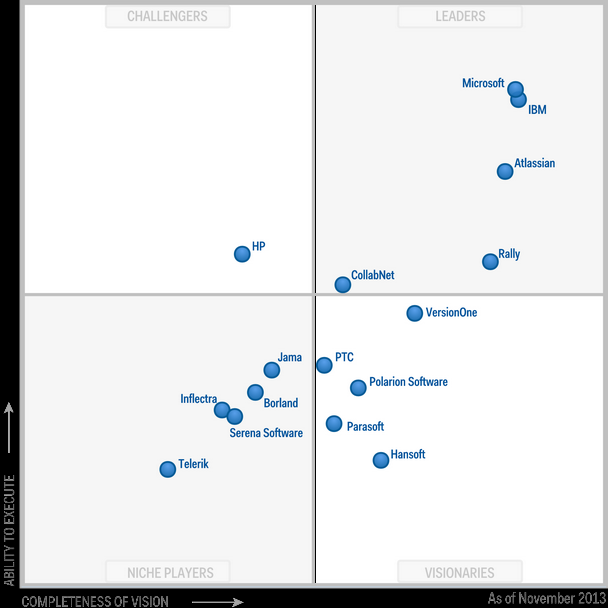 CHALLENGERS
LEADERS
Microsoft
IBM
Atlassian
HP
Rally
CollabNet
VersionOne
Jama
PTC
Polarion Software
Inflectra
Borland
Parasoft
Serena Software
Hansoft
Telerik
NICHE PLAYERS
VISIONARIES
ABILITY TO EXECUTE
COMPLETENESS OF VISION
As of November 2013